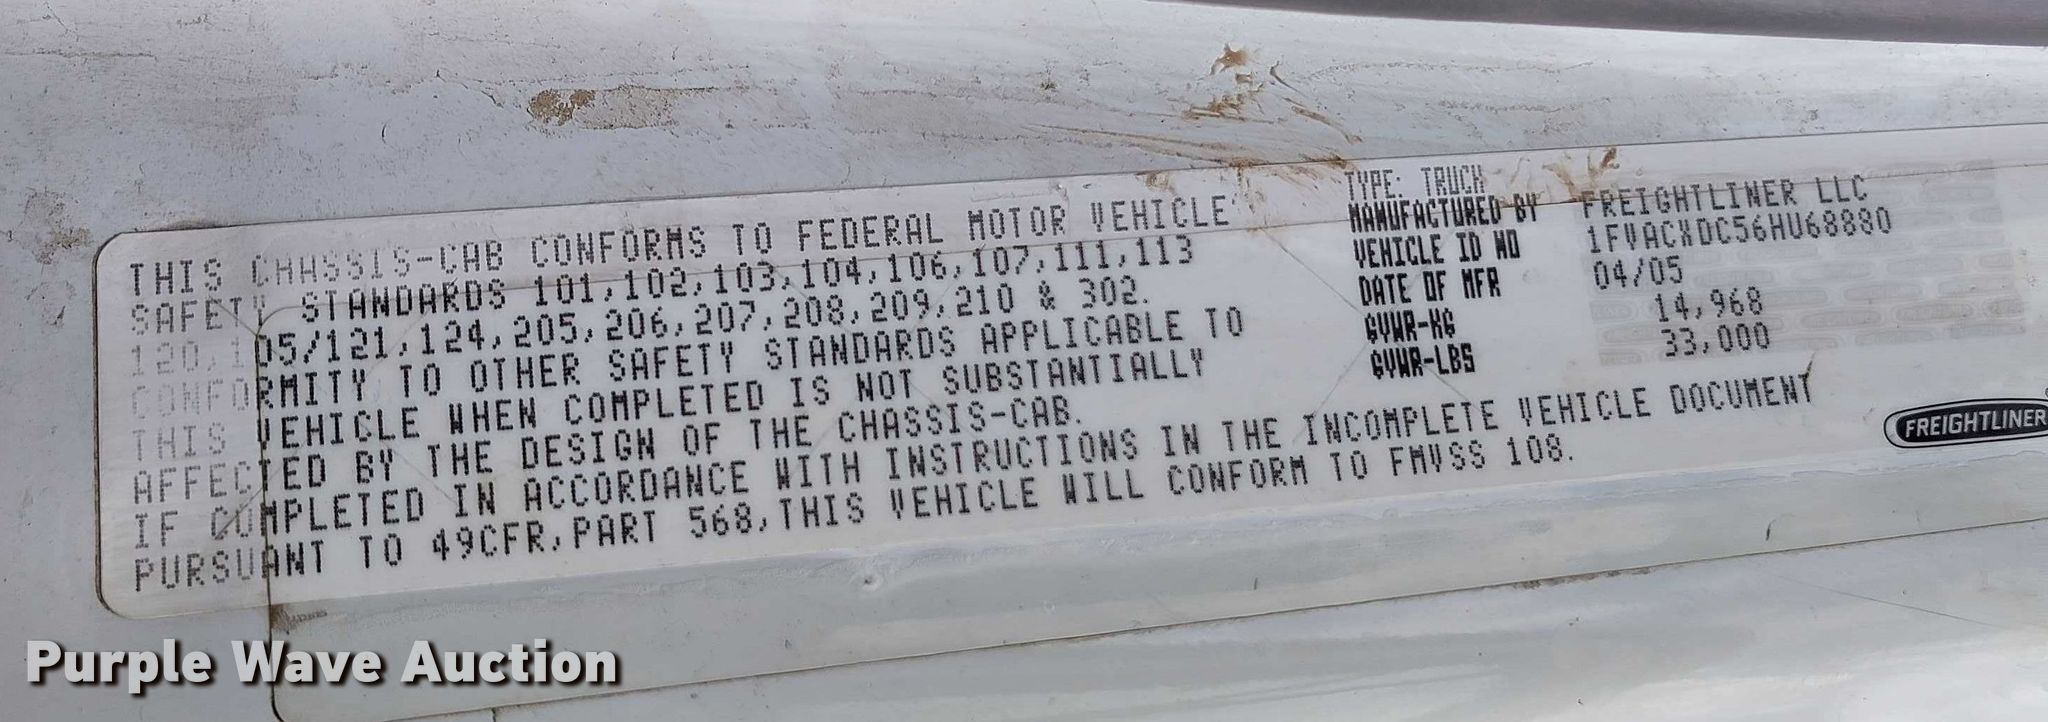 THIS CHASSIS-CAB CONFORMS TO FEDERAL MOTOR VEHICLE
SAFETY STANDARDS 101,102,103,104,106,107,111,113
120,105/121,124,205,206,207,208,209,210 & 302.
CONFORMITY TO OTHER SAFETY STANDARDS APPLICABLE TO
THIS VEHICLE WHEN COMPLETED IS NOT SUBSTANTIALLY
AFFECTED BY THE DESIGN OF THE CHASSIS-CAB.
IF COMPLETED IN ACCORDANCE WITH INSTRUCTIONS IN THE INCOMPLETE VEHICLE DOCUMENT
PURSUANT TO 49CFR,PART 568,THIS VEHICLE WILL CONFORM TO FMVSS 108.
TYPE: TRUCK
MANUFACTURED BY FREIGHTLINER LLC
VEHICLE ID NO 1FVACXDC56HU68880
DATE OF MFR 04/05
GVWR-KG 14,968
GVWR-LBS 33,000
FREIGHTLINER
Purple Wave Auction